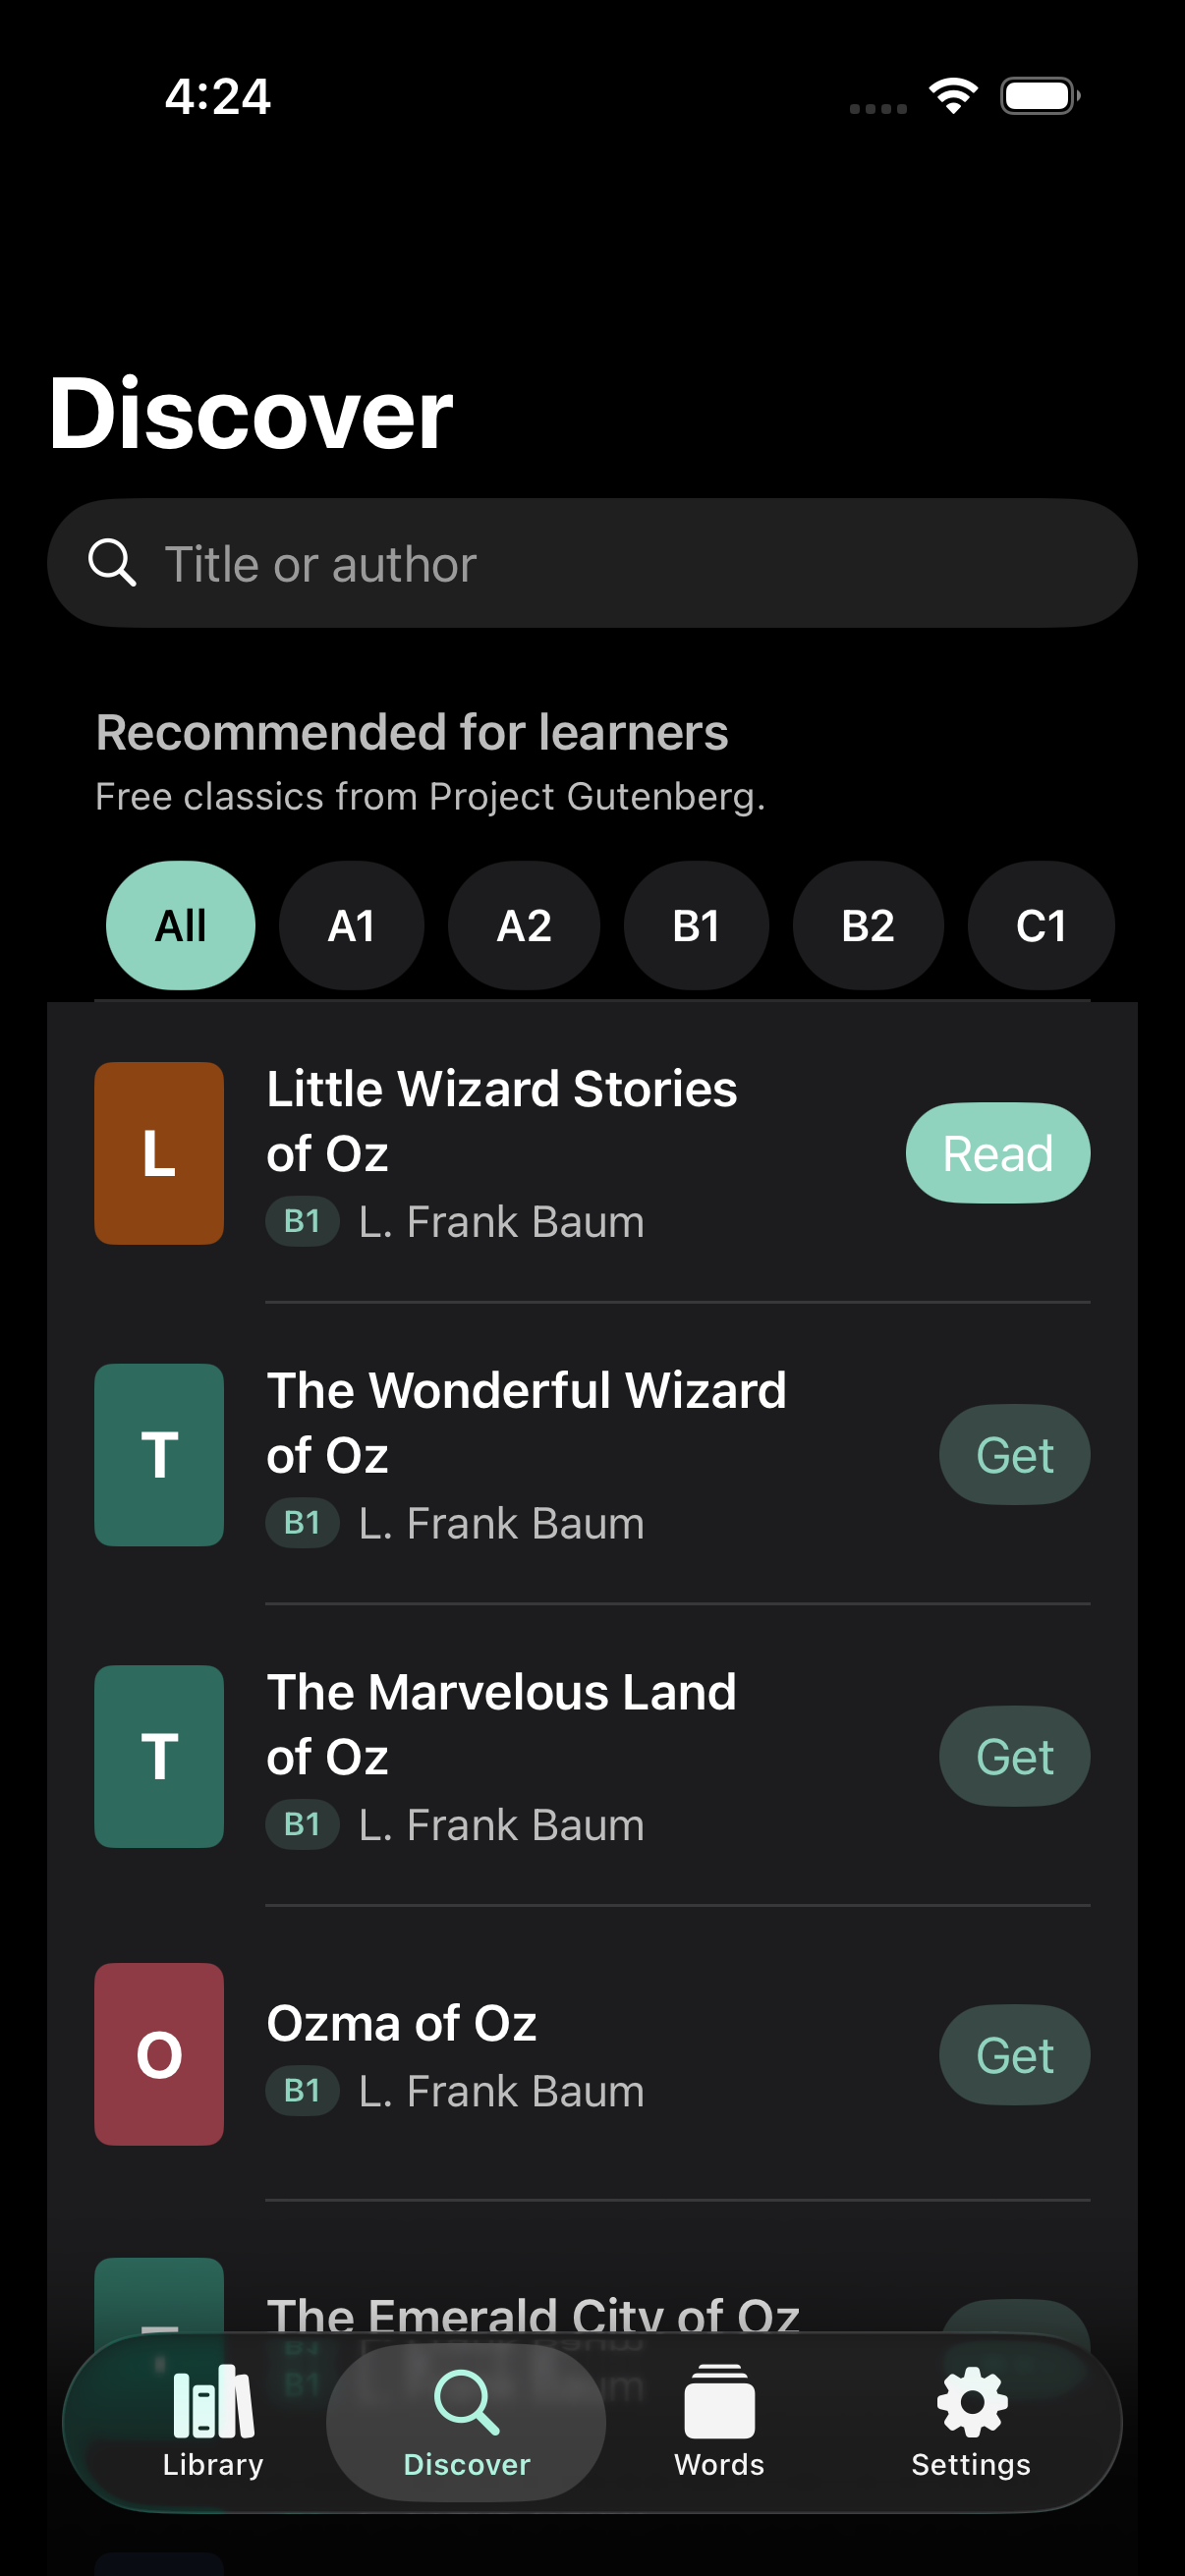 4:24
Discover
Title or author
Recommended for learners
Free classics from Project Gutenberg.
All A1 A2 B1 B2 C1
L
Little Wizard Stories
of Oz
B1 L. Frank Baum
Read
T
The Wonderful Wizard
of Oz
B1 L. Frank Baum
Get
T
The Marvelous Land
of Oz
B1 L. Frank Baum
Get
O
Ozma of Oz
B1 L. Frank Baum
Get
The Emerald City of Oz
B1
Library Discover Words Settings